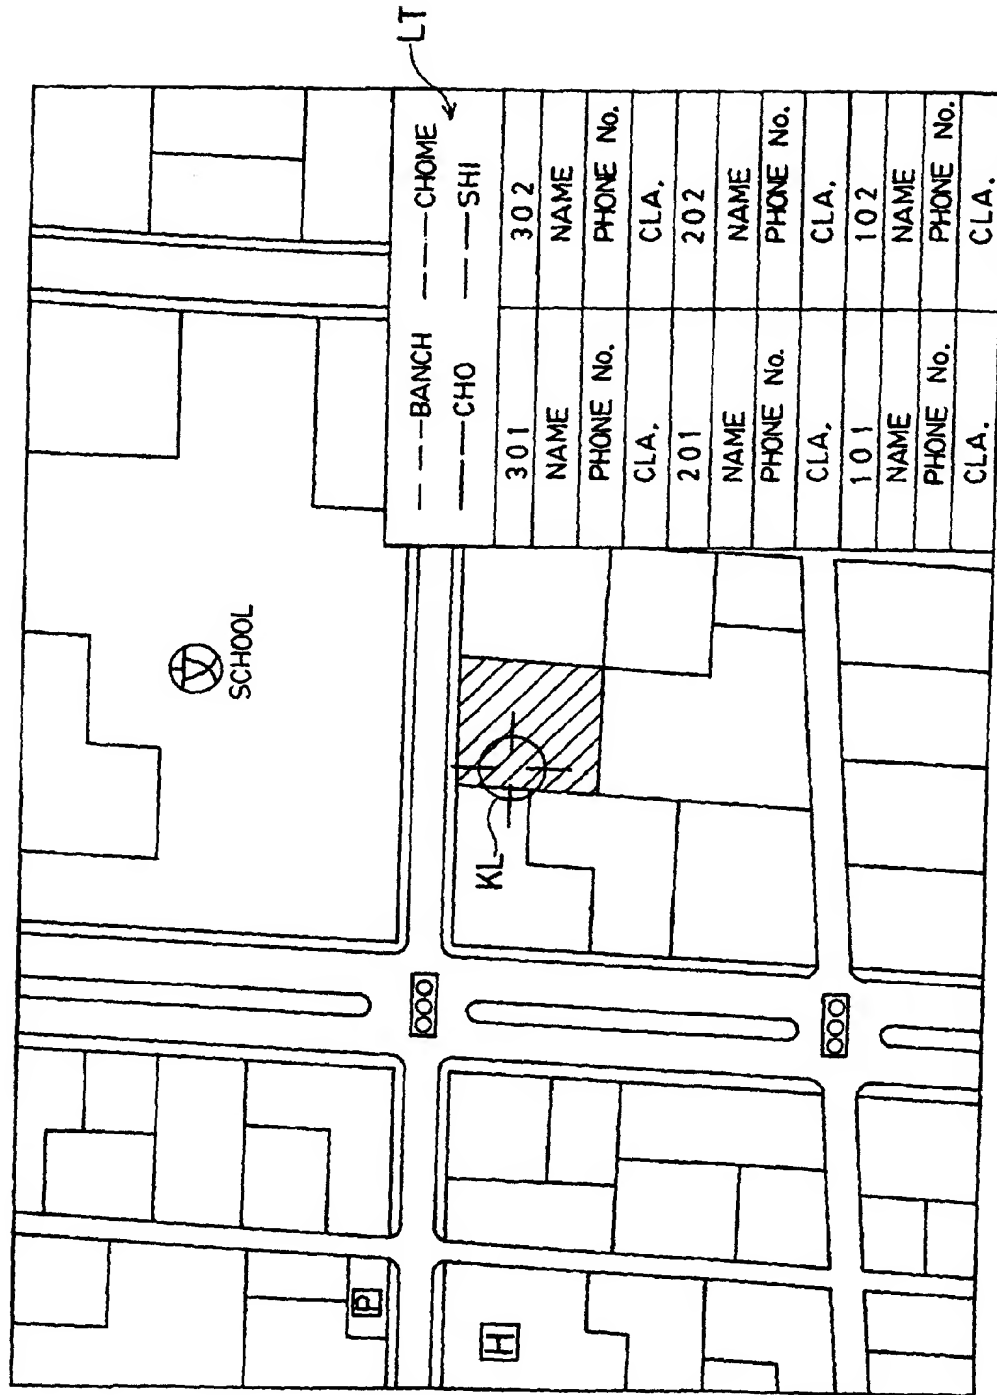 LT
— — —BANCH — — —CHOME
— — —CHO — — —SHI
301 302
NAME NAME
PHONE No. PHONE No.
CLA. CLA.
201 202
NAME NAME
PHONE No. PHONE No.
CLA. CLA.
101 102
NAME NAME
PHONE No. PHONE No.
CLA. CLA.
SCHOOL
KL
P
H